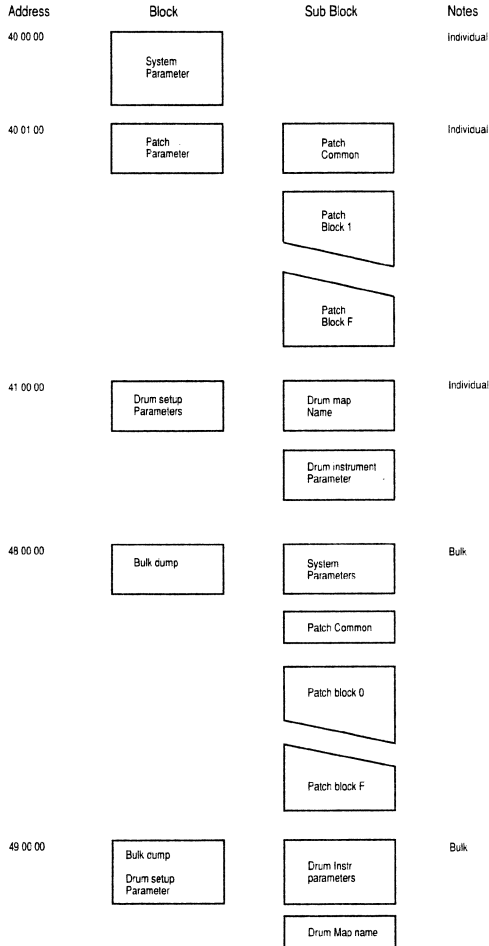 Address Block Sub Block Notes
40 00 00 Individual
System
Parameter
40 01 00 Individual
Patch
Parameter
Patch
Common
Patch
Block 1
Patch
Block F
41 00 00 Individual
Drum setup
Parameters
Drum map
Name
Drum instrument
Parameter
48 00 00 Bulk
Bulk dump
System
Parameters
Patch Common
Patch block 0
Patch block F
49 00 00 Bulk
Bulk dump
Drum setup
Parameter
Drum Instr
parameters
Drum Map name